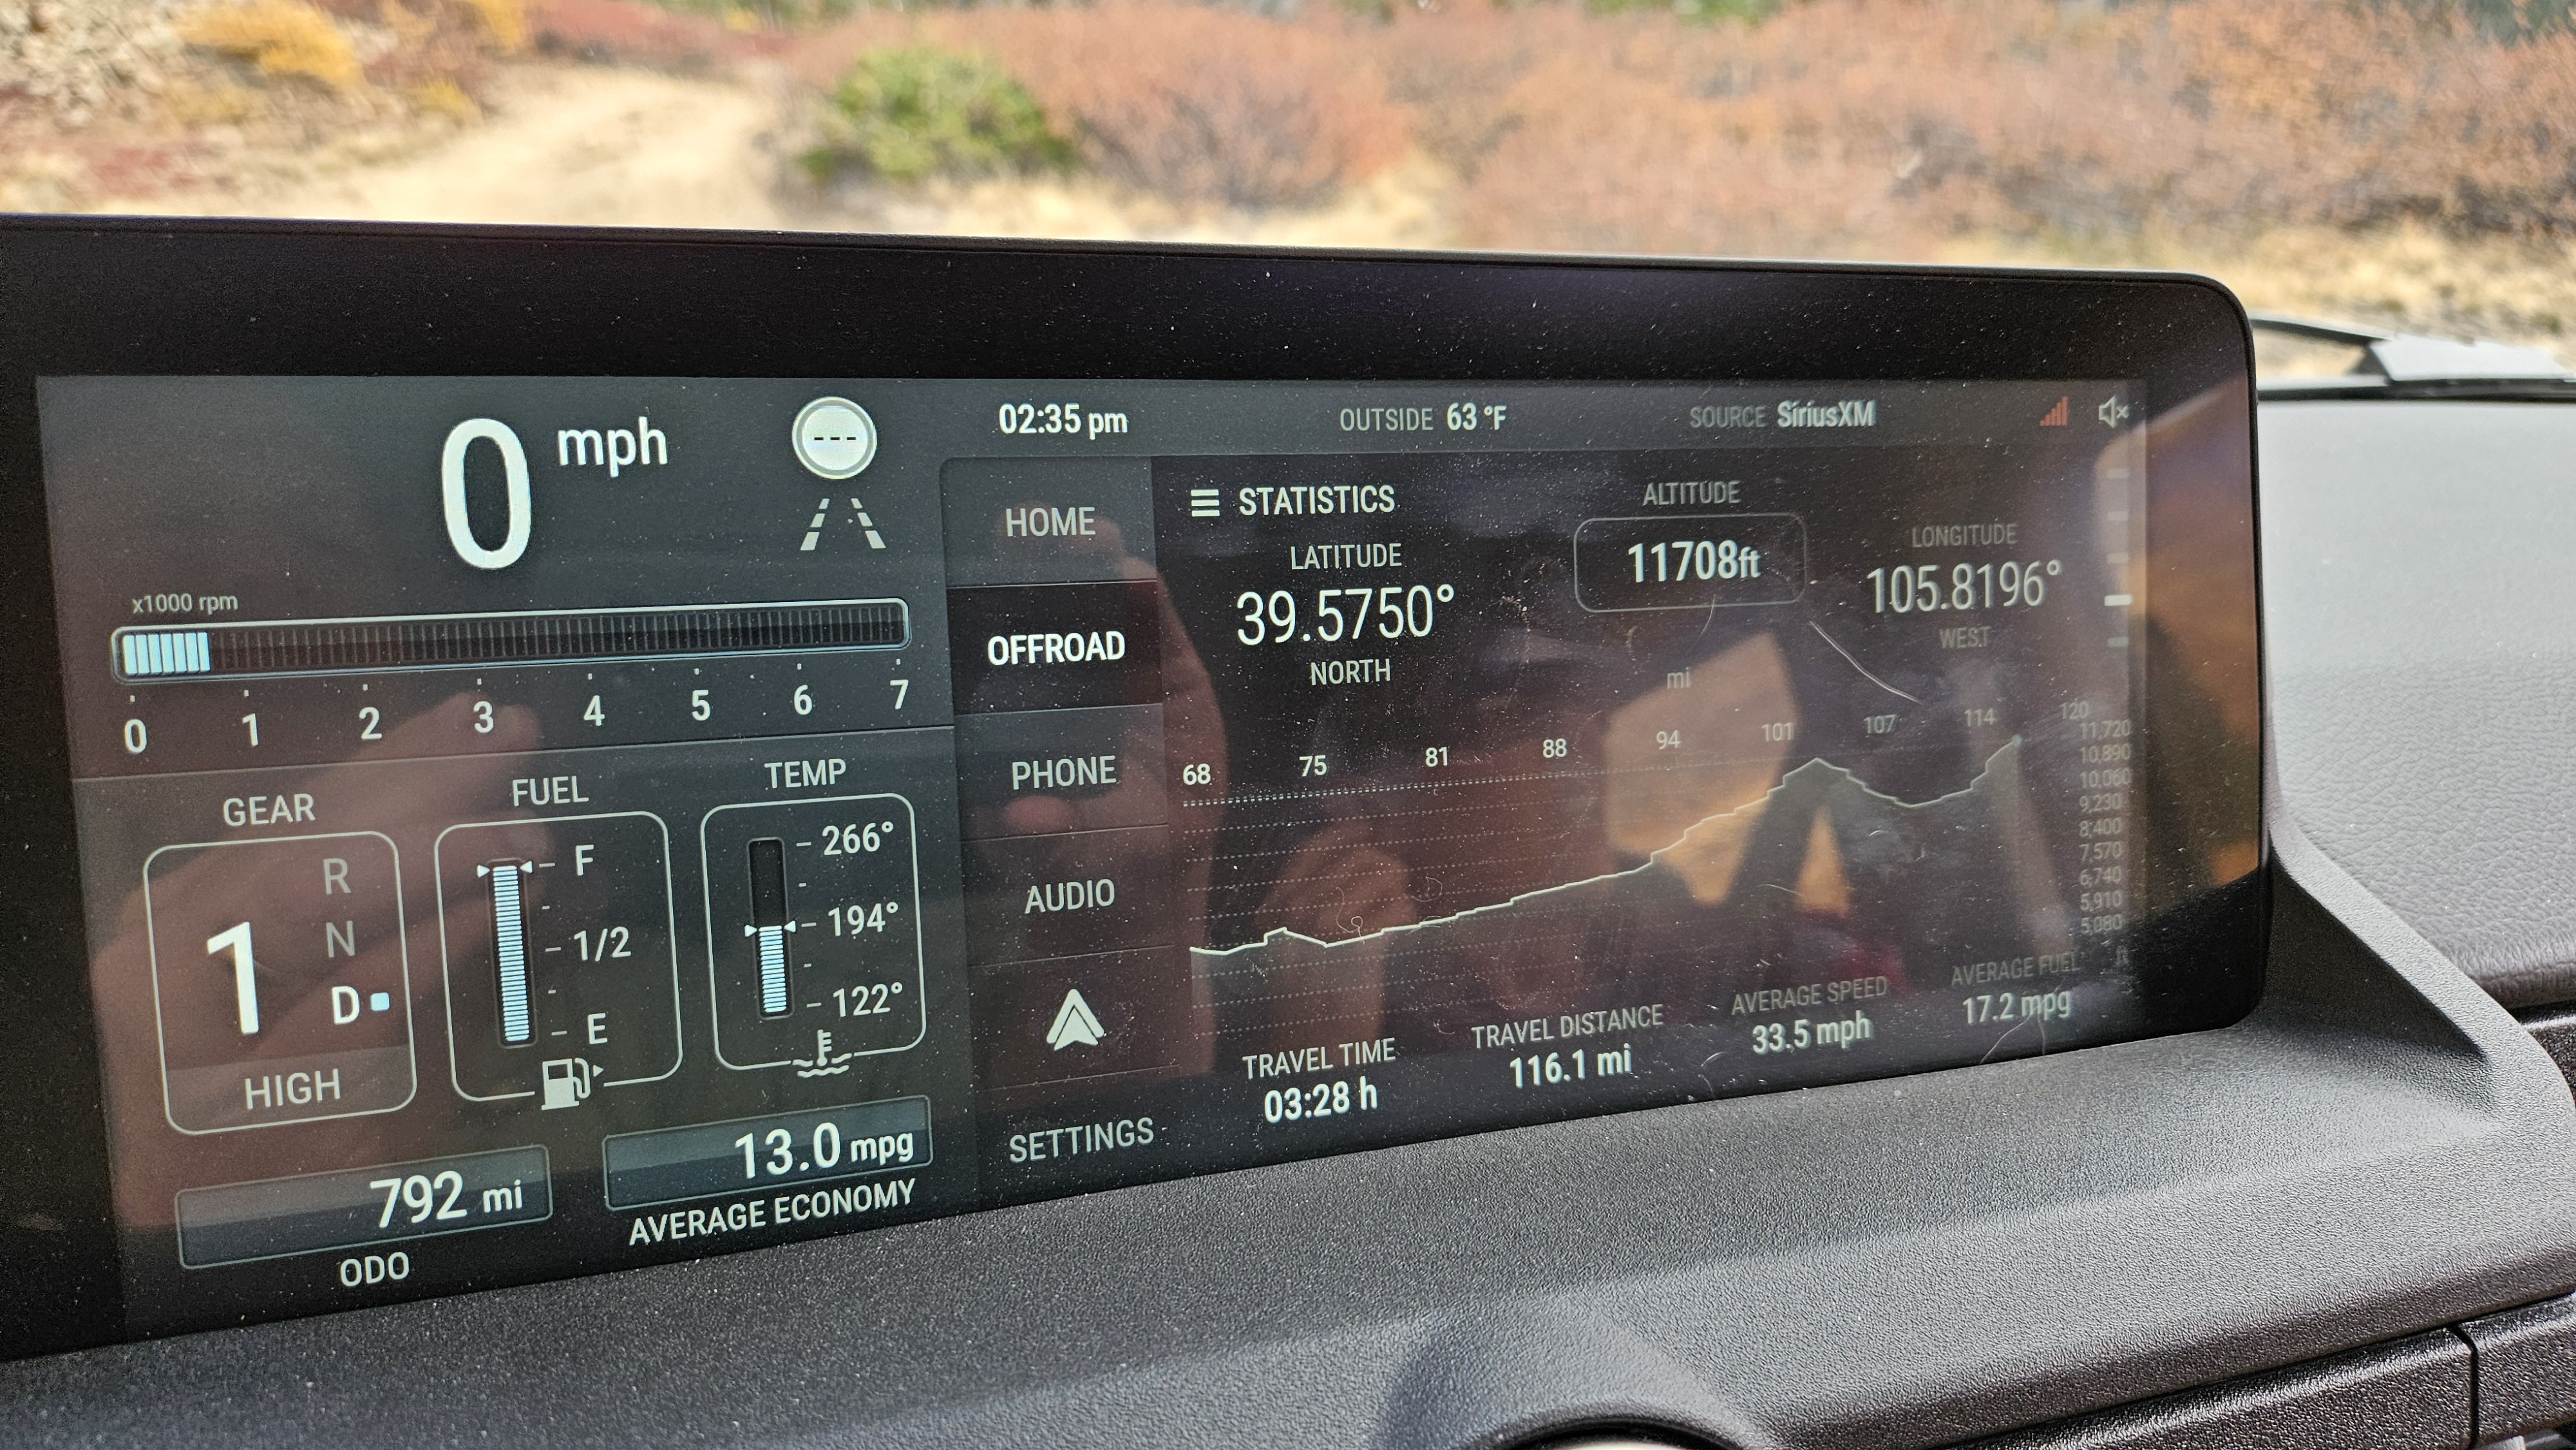 0 mph
---
x1000 rpm
0 1 2 3 4 5 6 7
GEAR
R
N
1 D
HIGH
FUEL
F
1/2
E
TEMP
266°
194°
122°
792 mi
ODO
13.0 mpg
AVERAGE ECONOMY
02:35 pm
OUTSIDE 63 °F
SOURCE SiriusXM
HOME
OFFROAD
PHONE
AUDIO
SETTINGS
STATISTICS
LATITUDE
39.5750°
NORTH
ALTITUDE
11708ft
LONGITUDE
105.8196°
WEST
mi
68 75 81 88 94 101 107 114 120
11,720
10,890
10,060
9,230
8,400
7,570
6,740
5,910
5,080
ft
TRAVEL TIME
03:28 h
TRAVEL DISTANCE
116.1 mi
AVERAGE SPEED
33.5 mph
AVERAGE FUEL
17.2 mpg